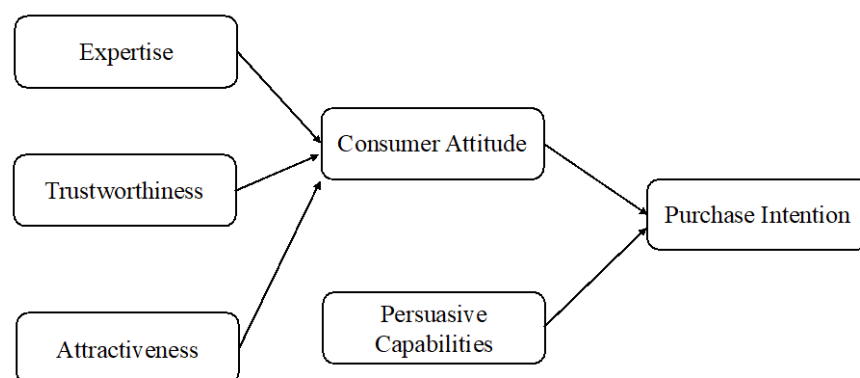 Expertise
Consumer Attitude
Trustworthiness
Purchase Intention
Persuasive
Capabilities
Attractiveness